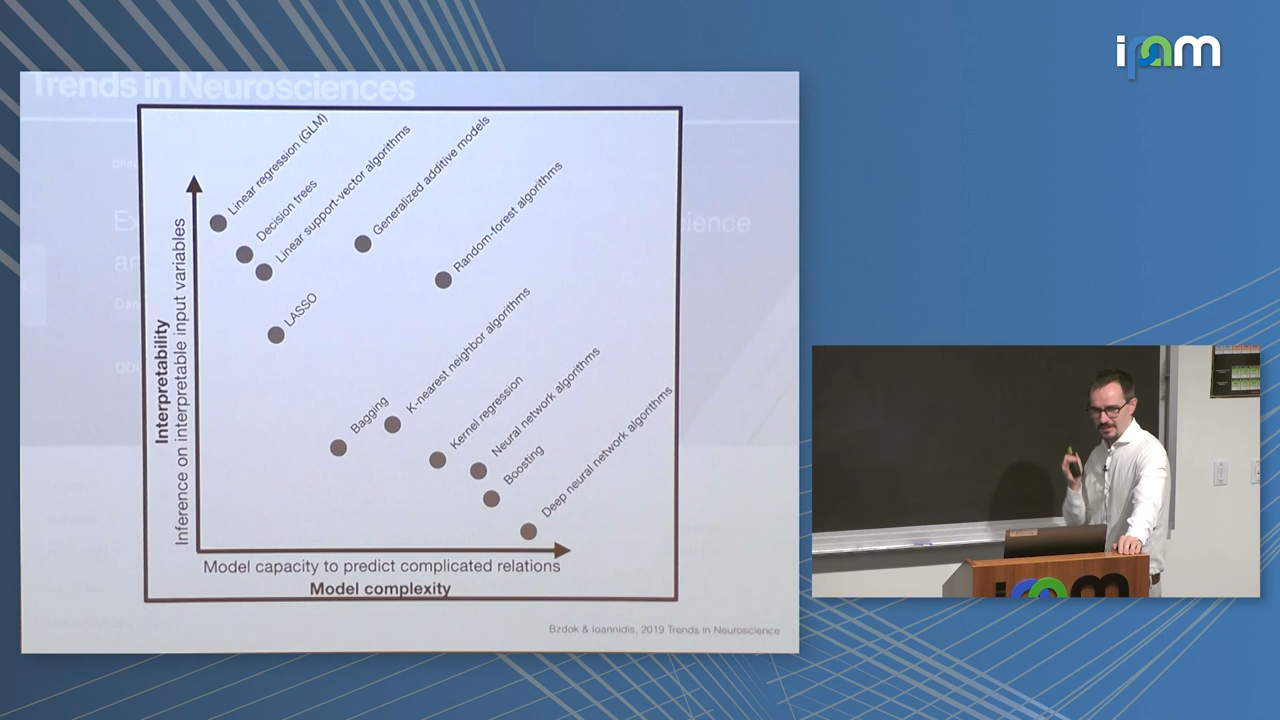 ipam
Trends in Neurosciences
Linear regression (GLM)
Decision trees
Linear support-vector algorithms
Generalized additive models
Random-forest algorithms
LASSO
K-nearest neighbor algorithms
Bagging
Kernel regression
Neural network algorithms
Boosting
Deep neural network algorithms
Interpretability
Inference on interpretable input variables
Model capacity to predict complicated relations
Model complexity
Bzdok & Ioannidis, 2019 Trends in Neuroscience
ipam